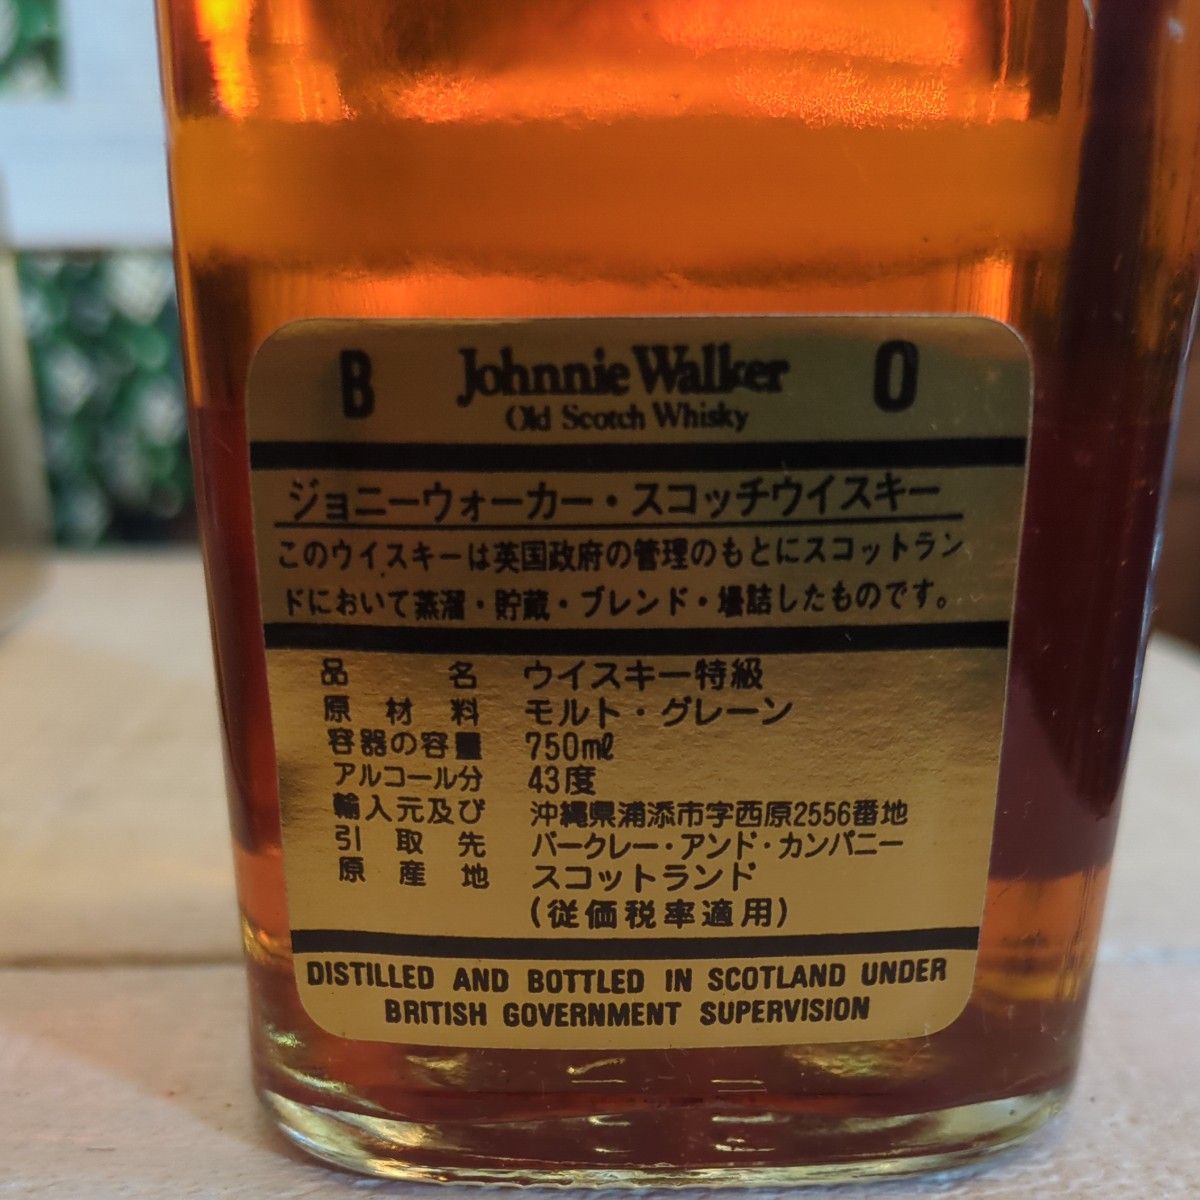 B Johnnie Walker O
Old Scotch Whisky
ジョニーウォーカー・スコッチウイスキー
このウイスキーは英国政府の管理のもとにスコットラン
ドにおいて蒸溜・貯蔵・ブレンド・壜詰したものです。
品名 ウイスキー特級
原材料 モルト・グレーン
容器の容量 750mℓ
アルコール分 43度
輸入元及び 沖縄県浦添市字西原2556番地
引取先 バークレー・アンド・カンパニー
原産地 スコットランド
(従価税率適用)
DISTILLED AND BOTTLED IN SCOTLAND UNDER
BRITISH GOVERNMENT SUPERVISION